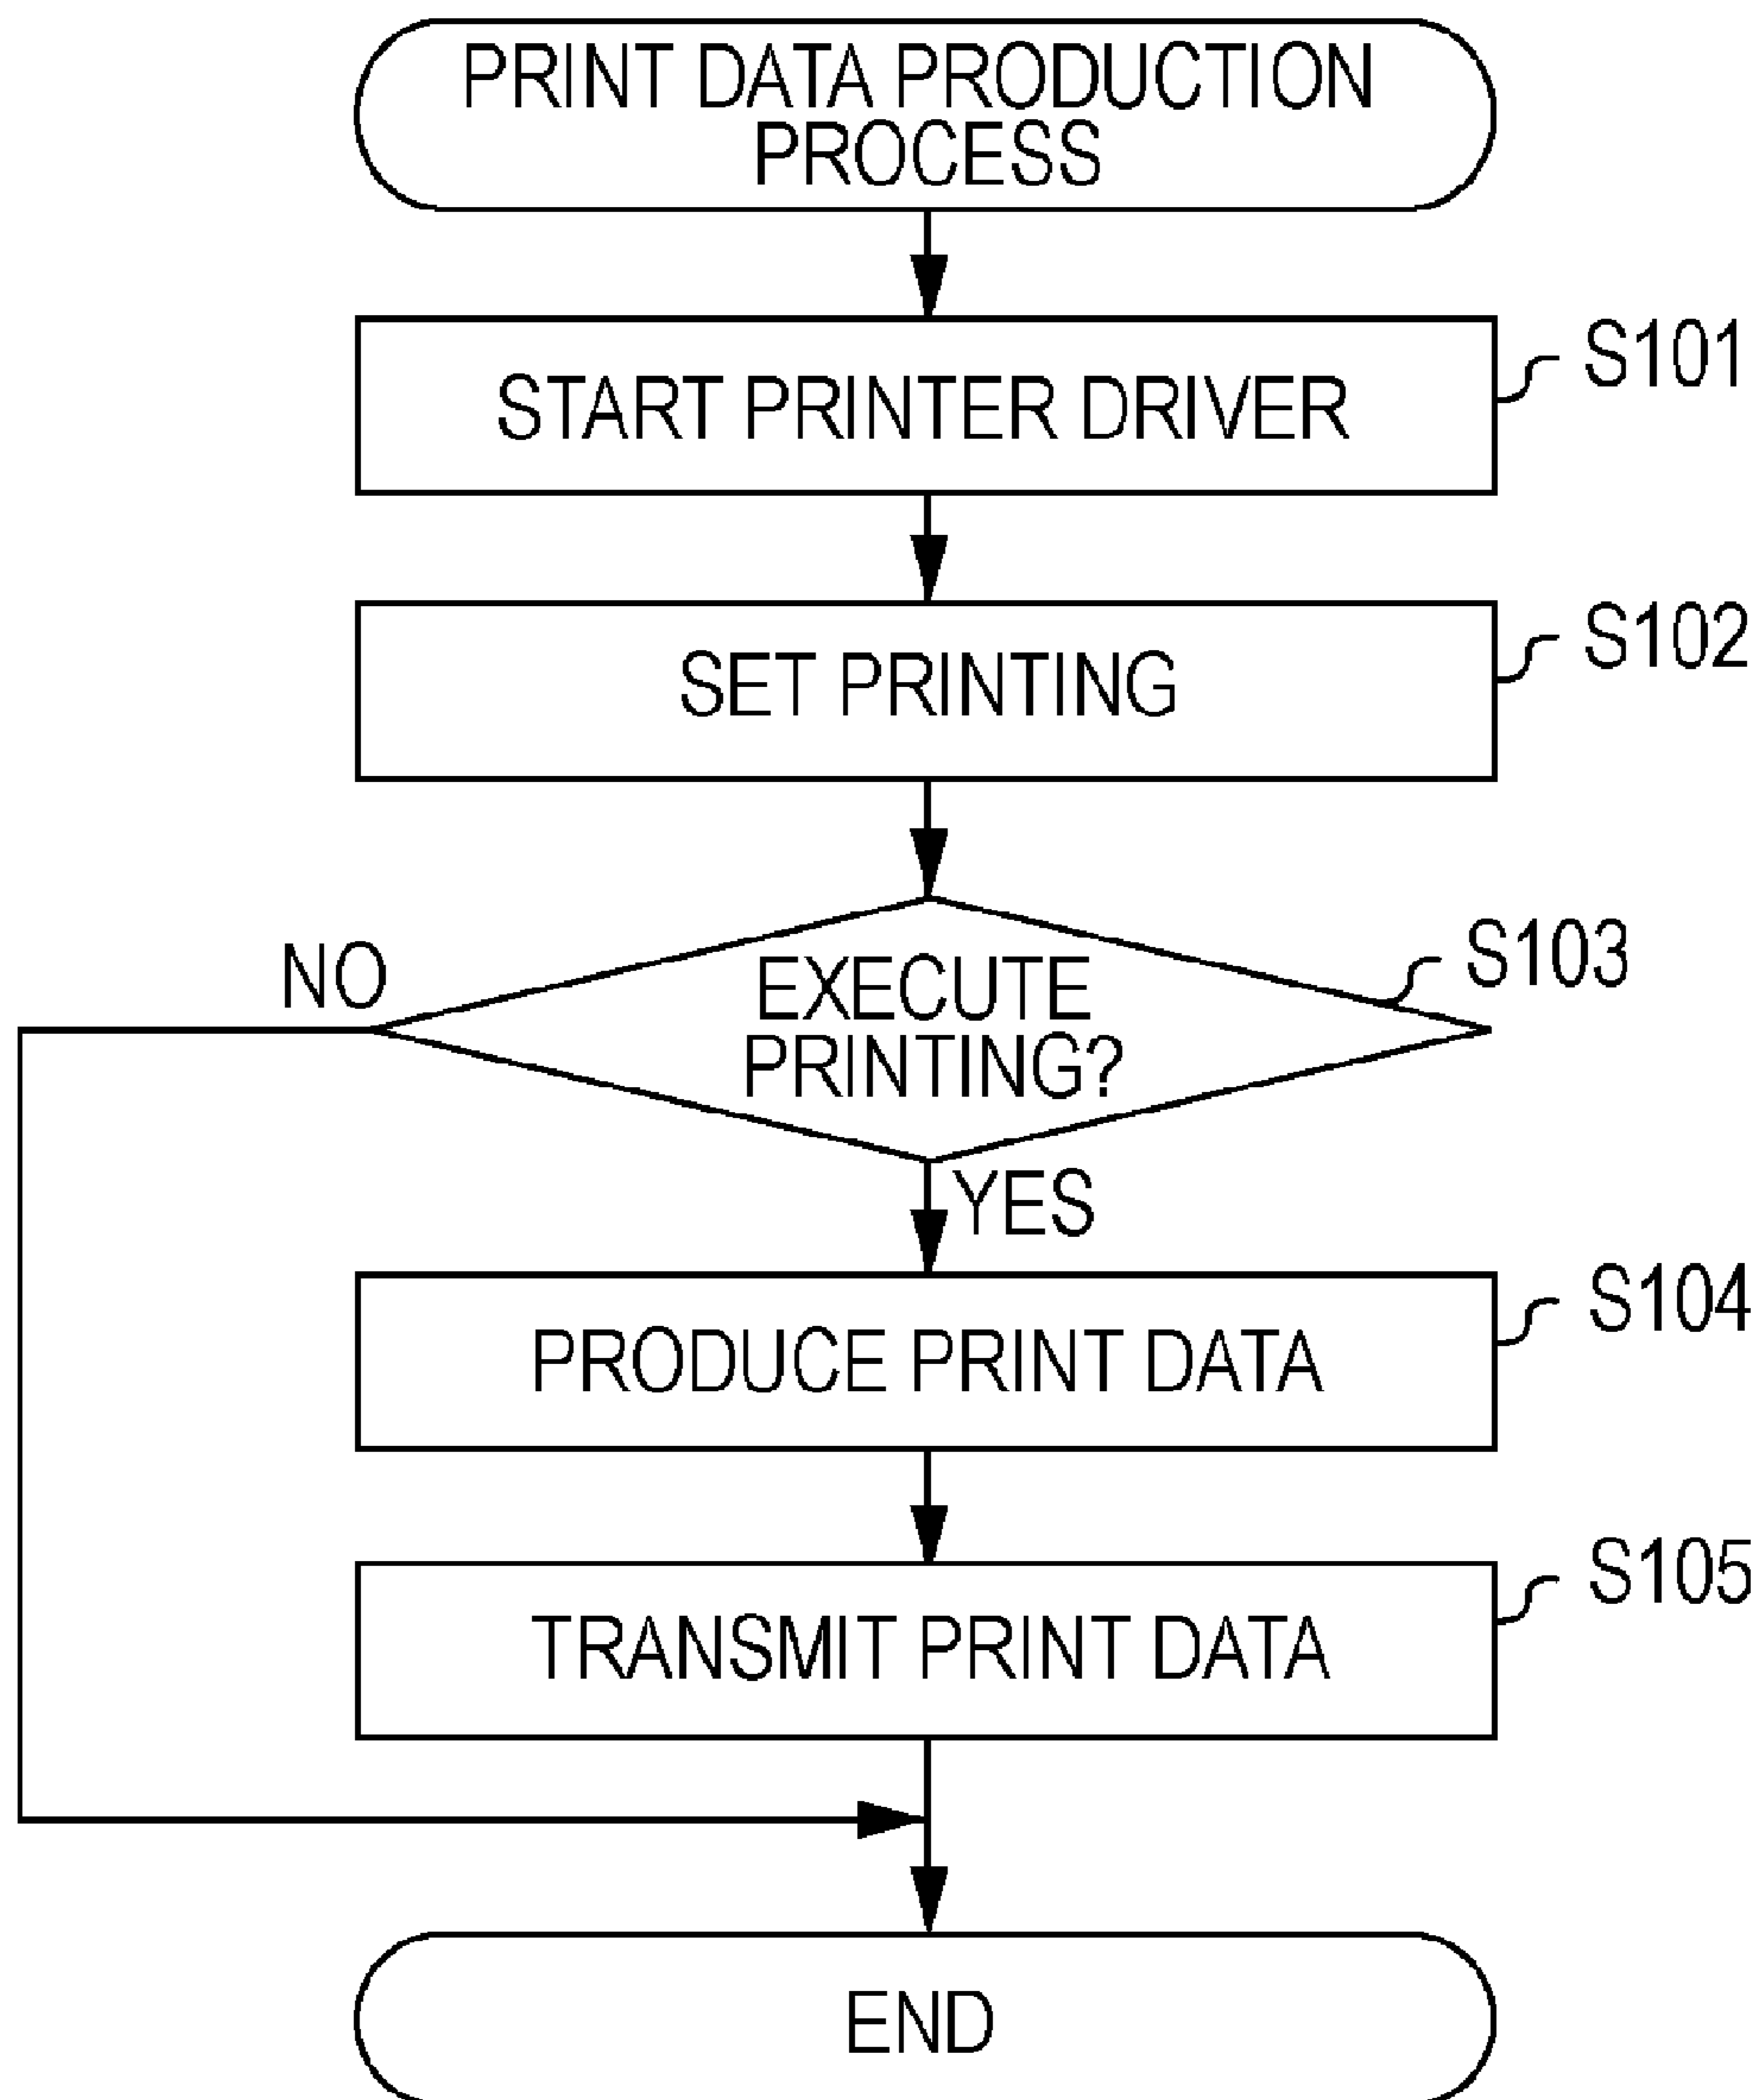 PRINT DATA PRODUCTION
PROCESS
START PRINTER DRIVER
S101
SET PRINTING
S102
NO
EXECUTE
PRINTING?
S103
YES
PRODUCE PRINT DATA
S104
TRANSMIT PRINT DATA
S105
END